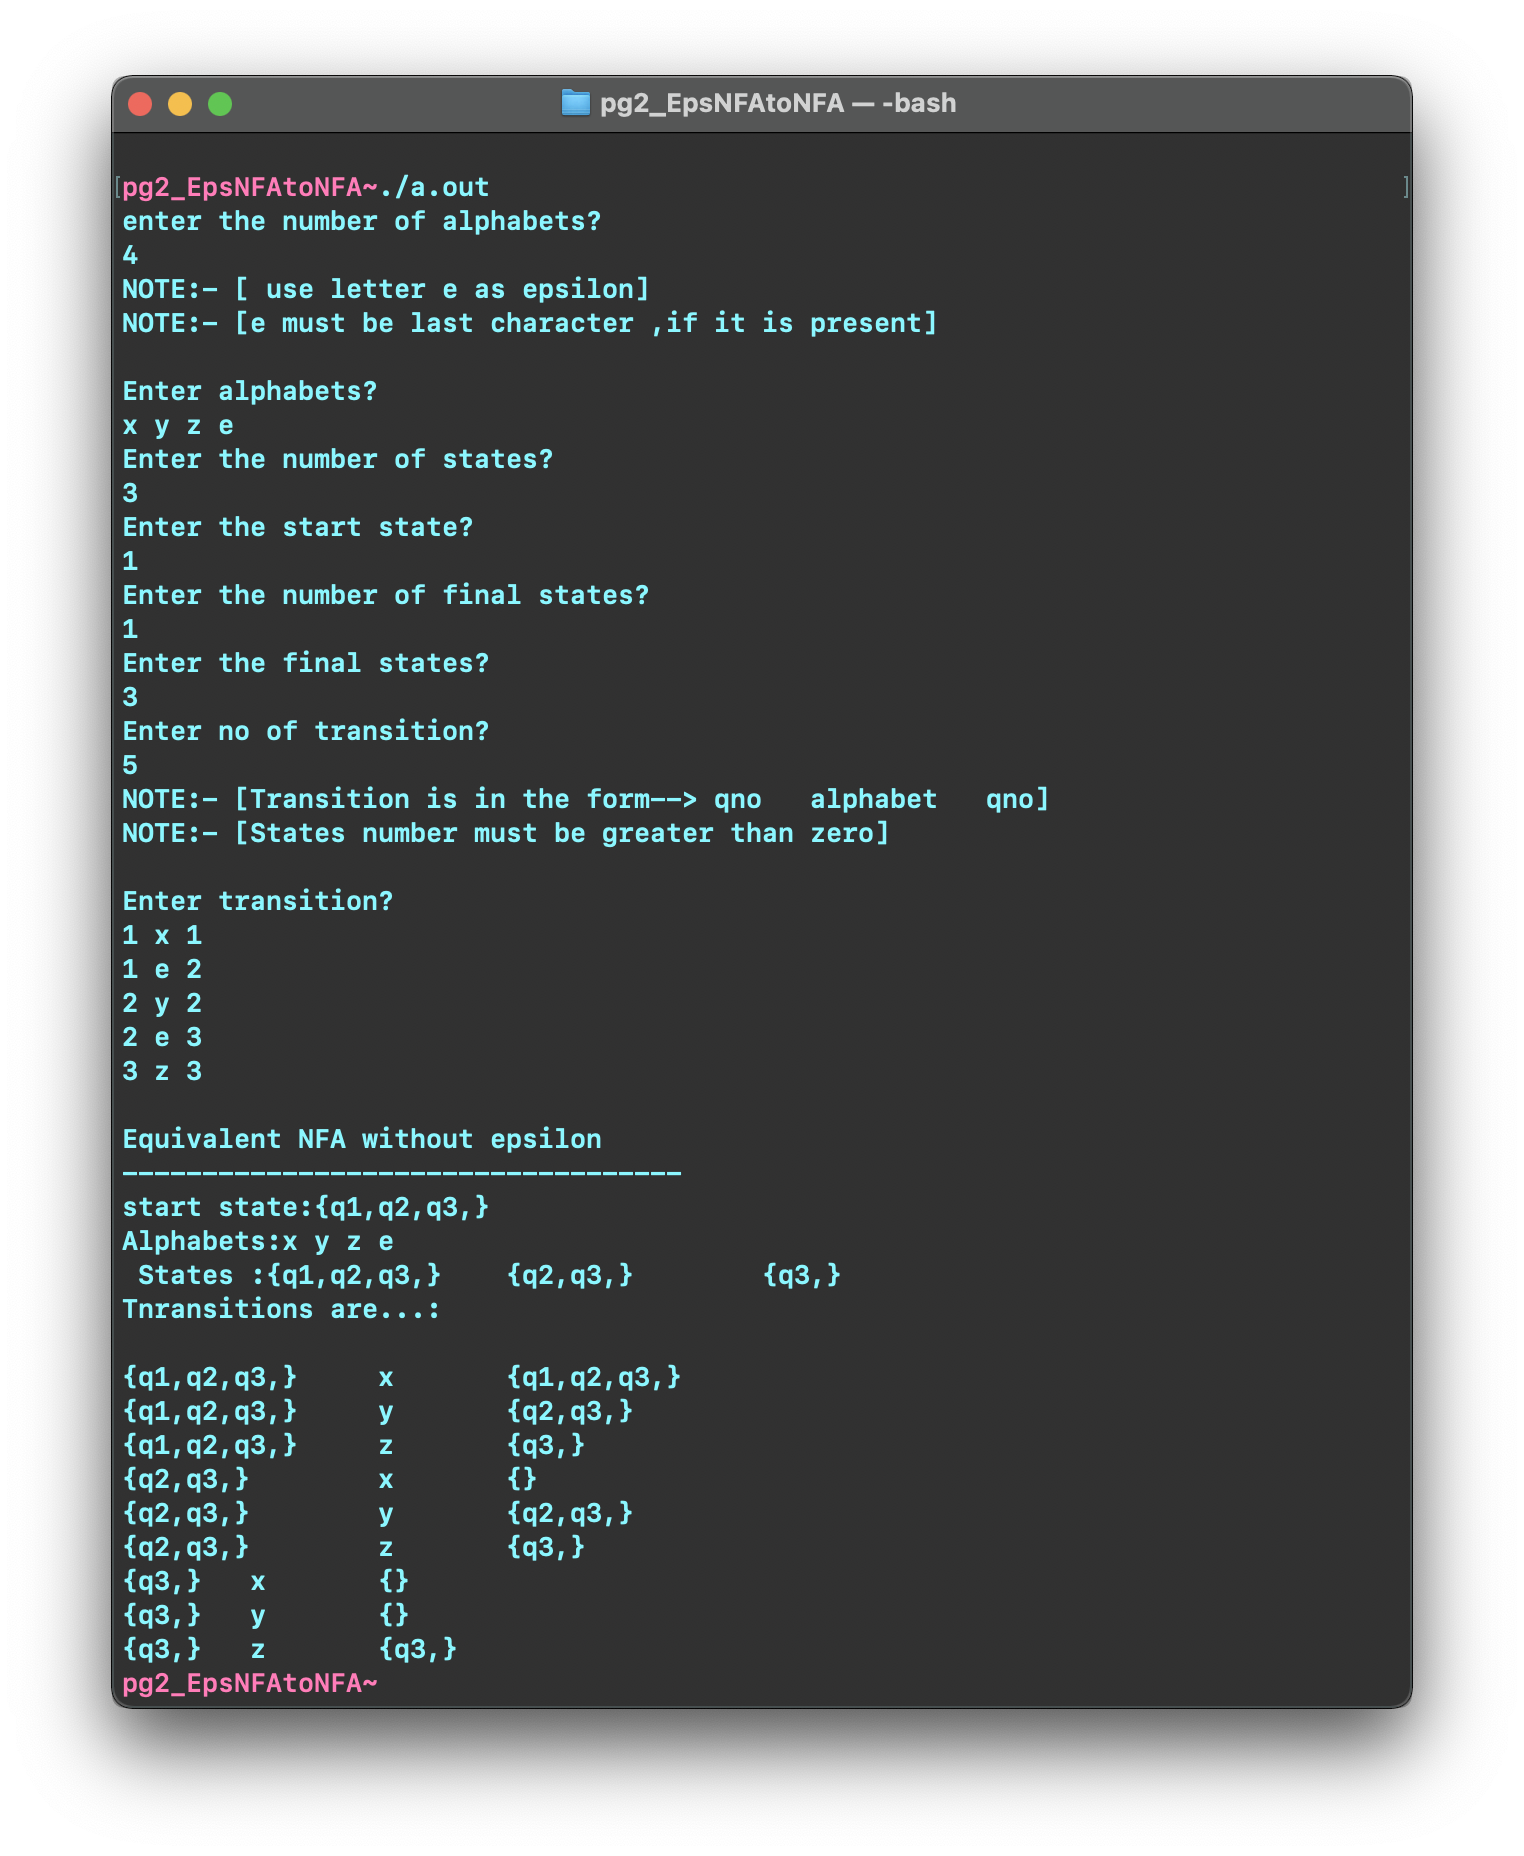 pg2_EpsNFAtoNFA — -bash
[pg2_EpsNFAtoNFA~./a.out ]
enter the number of alphabets?
4
NOTE:- [ use letter e as epsilon]
NOTE:- [e must be last character ,if it is present]
Enter alphabets?
x y z e
Enter the number of states?
3
Enter the start state?
1
Enter the number of final states?
1
Enter the final states?
3
Enter no of transition?
5
NOTE:- [Transition is in the form--> qno   alphabet   qno]
NOTE:- [States number must be greater than zero]
Enter transition?
1 x 1
1 e 2
2 y 2
2 e 3
3 z 3
Equivalent NFA without epsilon
-----------------------------------
start state:{q1,q2,q3,}
Alphabets:x y z e
 States :{q1,q2,q3,}    {q2,q3,}        {q3,}
Tnransitions are...:
{q1,q2,q3,}     x       {q1,q2,q3,}
{q1,q2,q3,}     y       {q2,q3,}
{q1,q2,q3,}     z       {q3,}
{q2,q3,}        x       {}
{q2,q3,}        y       {q2,q3,}
{q2,q3,}        z       {q3,}
{q3,}   x       {}
{q3,}   y       {}
{q3,}   z       {q3,}
pg2_EpsNFAtoNFA~